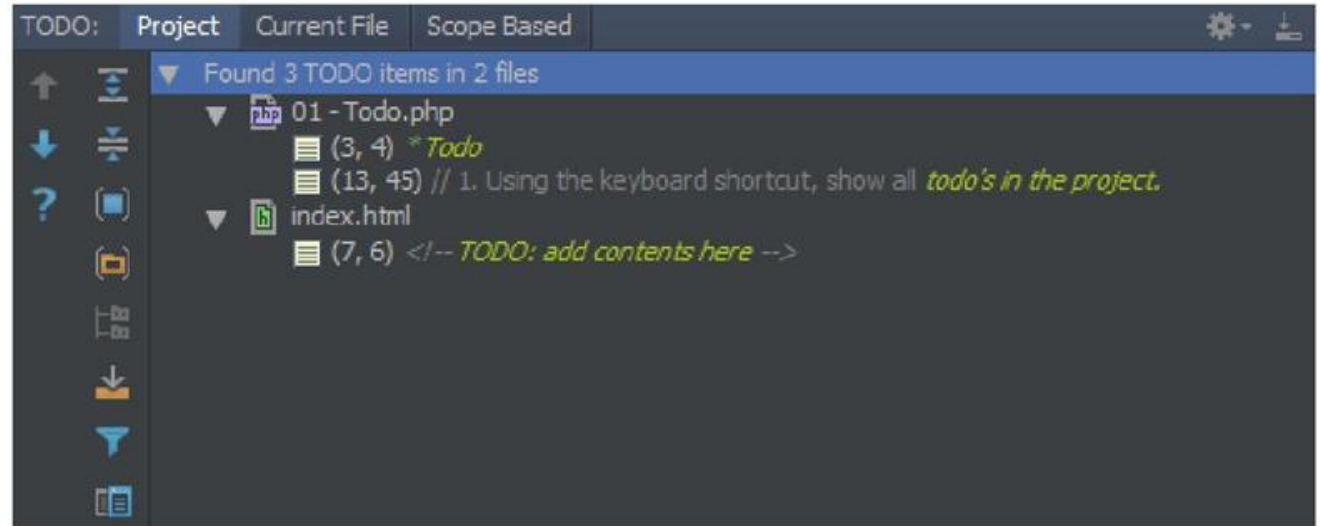 TODO: Project Current File Scope Based
Found 3 TODO items in 2 files
php 01 - Todo.php
(3, 4) * Todo
(13, 45) // 1. Using the keyboard shortcut, show all todo's in the project.
h index.html
(7, 6) <!-- TODO: add contents here -->
?